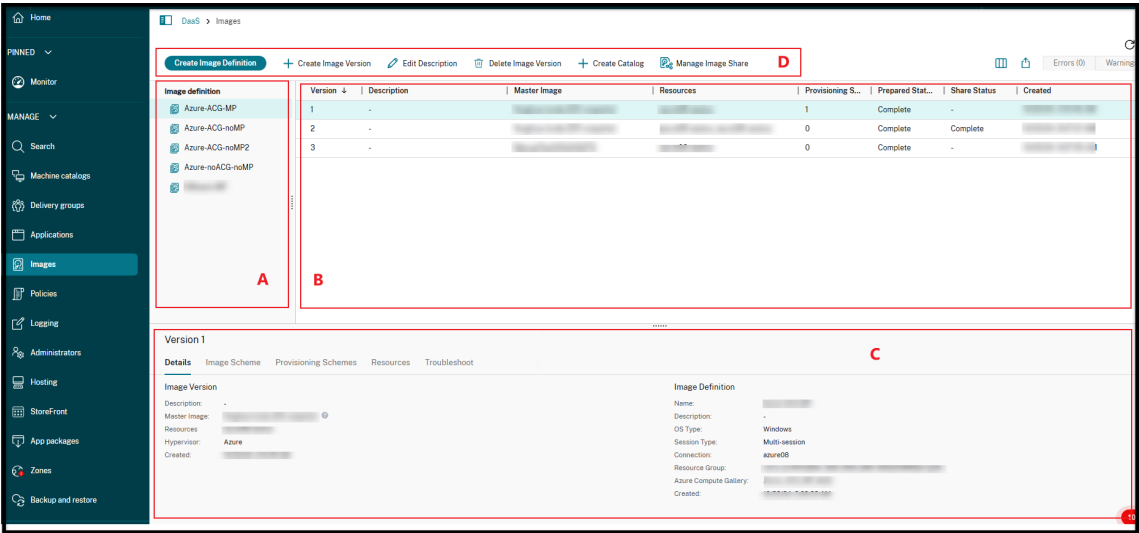 Home
PINNED
Monitor
MANAGE
Search
Machine catalogs
Delivery groups
Applications
Images
Policies
Logging
Administrators
Hosting
StoreFront
App packages
Zones
Backup and restore
DaaS > Images
Create Image Definition + Create Image Version Edit Description Delete Image Version + Create Catalog Manage Image Share D
Errors (0) Warning
Image definition
Azure-ACG-MP
Azure-ACG-noMP
Azure-ACG-noMP2
Azure-noACG-noMP
A
Version ↓ Description Master Image Resources Provisioning S... Prepared Stat... Share Status Created
1 - 1 Complete -
2 - 0 Complete Complete
3 - 0 Complete -
B
Version 1
C
Details Image Scheme Provisioning Schemes Resources Troubleshoot
Image Version
Description: -
Master Image:
Resources
Hypervisor: Azure
Created:
Image Definition
Name:
Description: -
OS Type: Windows
Session Type: Multi-session
Connection: azure08
Resource Group:
Azure Compute Gallery:
Created:
10